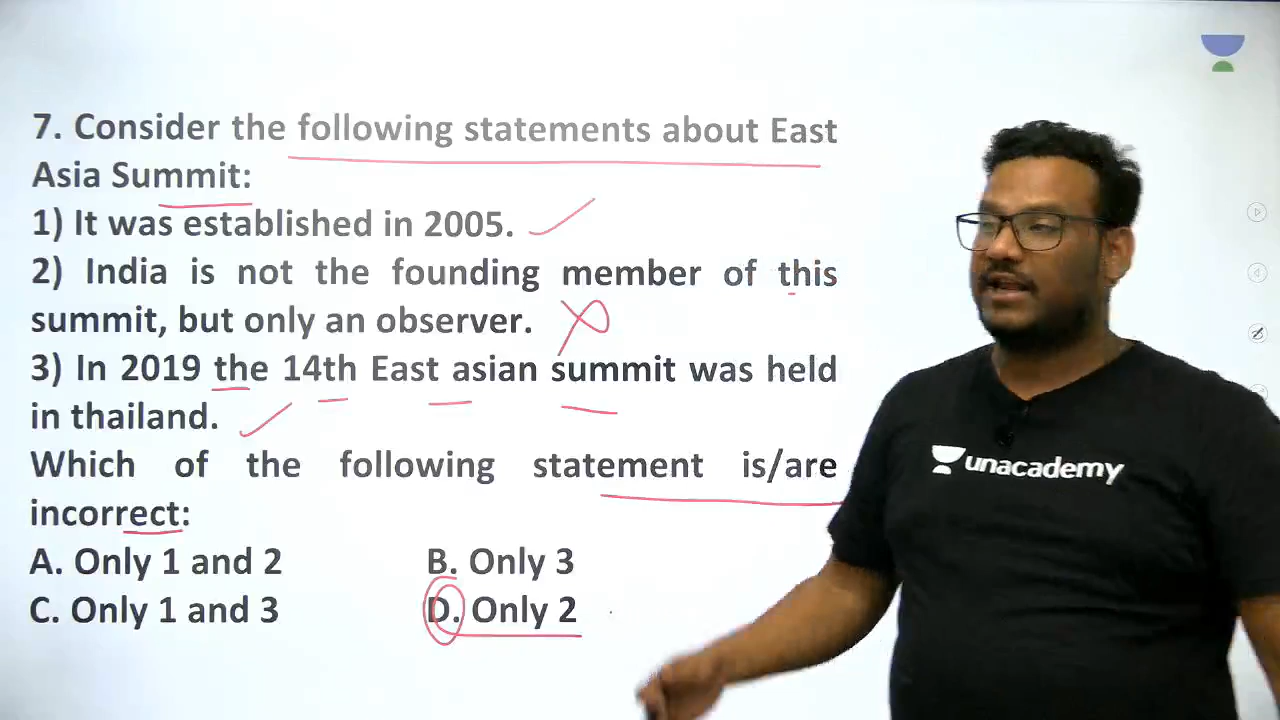 7. Consider the following statements about East
Asia Summit:
1) It was established in 2005.
2) India is not the founding member of this
summit, but only an observer.
3) In 2019 the 14th East asian summit was held
in thailand.
Which of the following statement is/are
incorrect:
A. Only 1 and 2 B. Only 3
C. Only 1 and 3 D. Only 2
unacademy